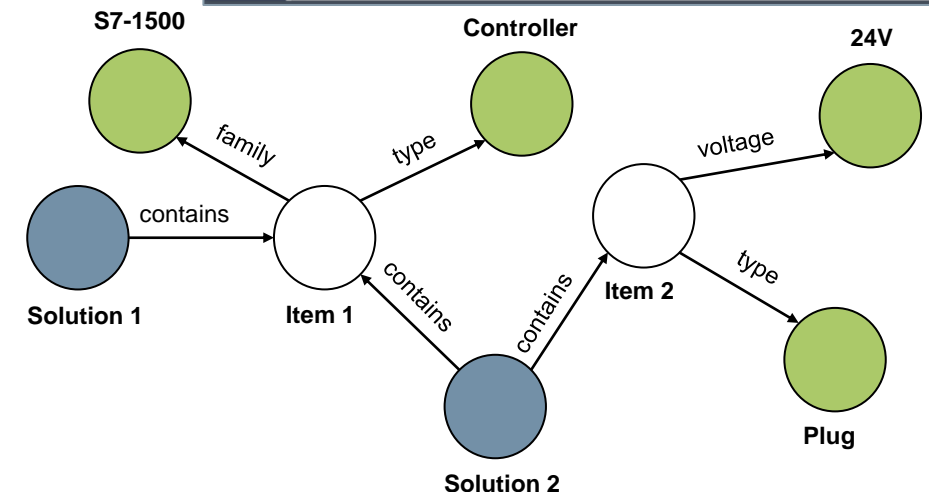 S7-1500
Controller
24V
family
type
voltage
contains
contains
contains
type
Solution 1
Item 1
Item 2
Plug
Solution 2